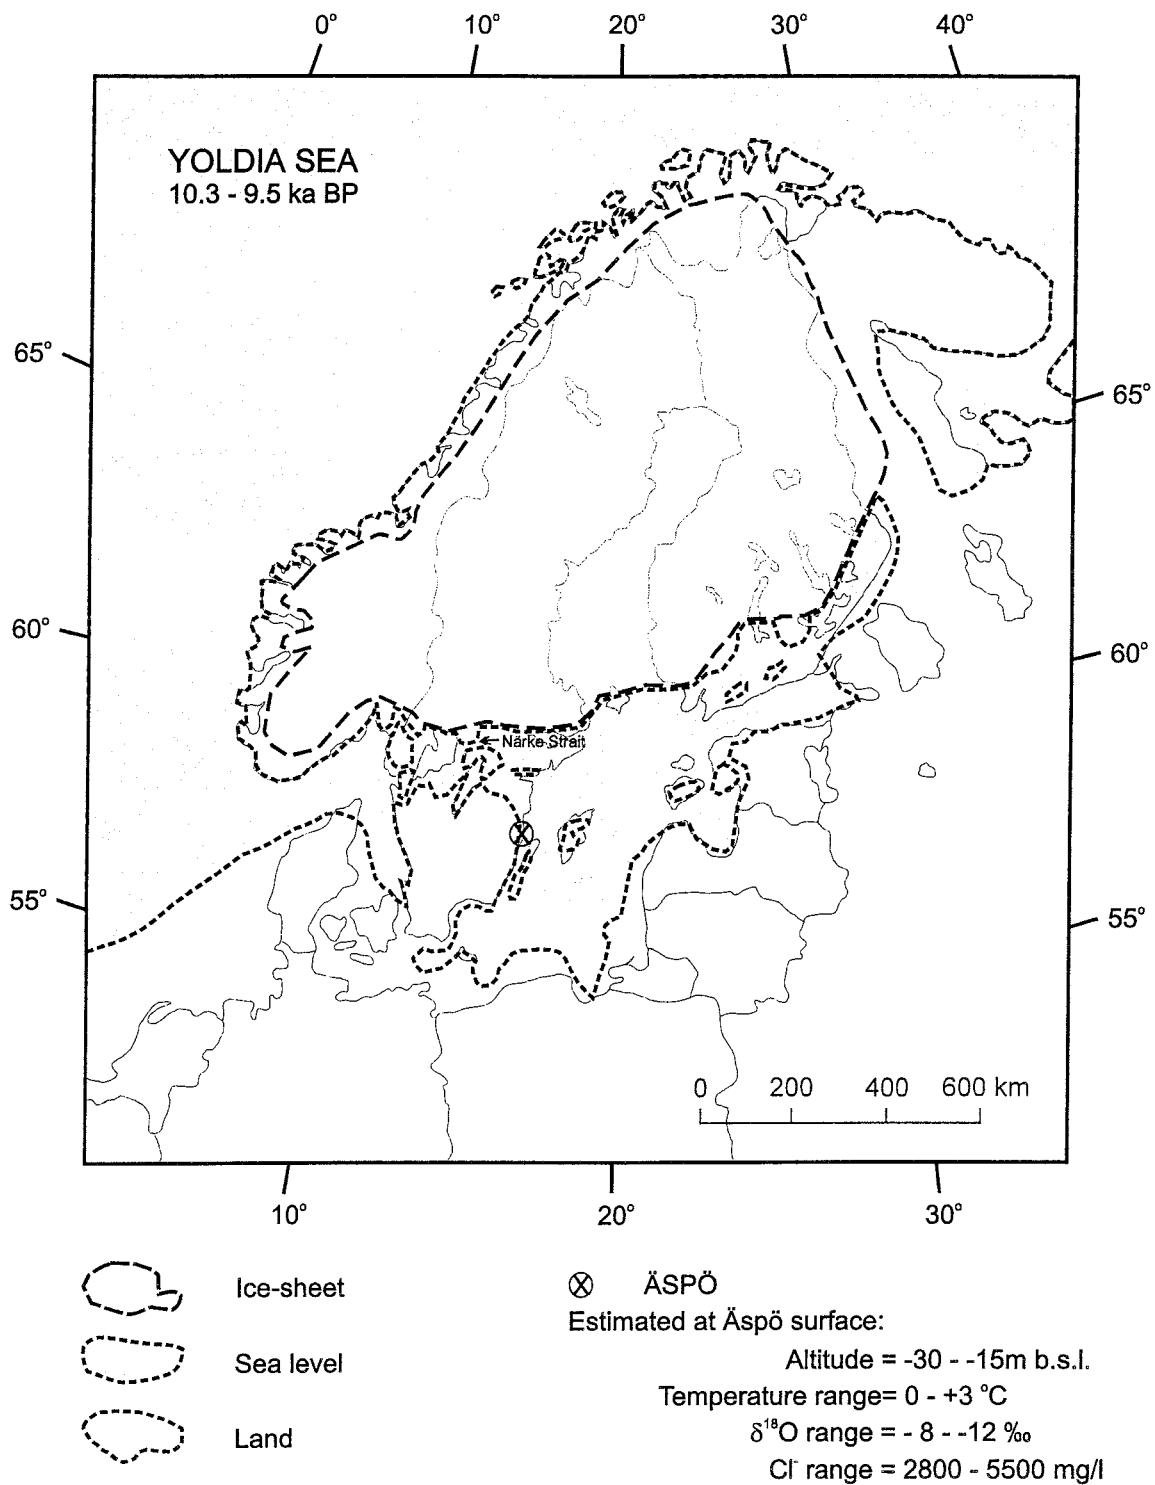 0° 10° 20° 30° 40°
YOLDIA SEA
10.3 - 9.5 ka BP
65°
65°
60°
60°
Närke Strait
55°
55°
0 200 400 600 km
10° 20° 30°
Ice-sheet
Sea level
Land
ÄSPÖ
Estimated at Äspö surface:
Altitude = -30 - -15m b.s.l.
Temperature range= 0 - +3 °C
δ¹⁸O range = - 8 - -12 ‰
Cl⁻ range = 2800 - 5500 mg/l